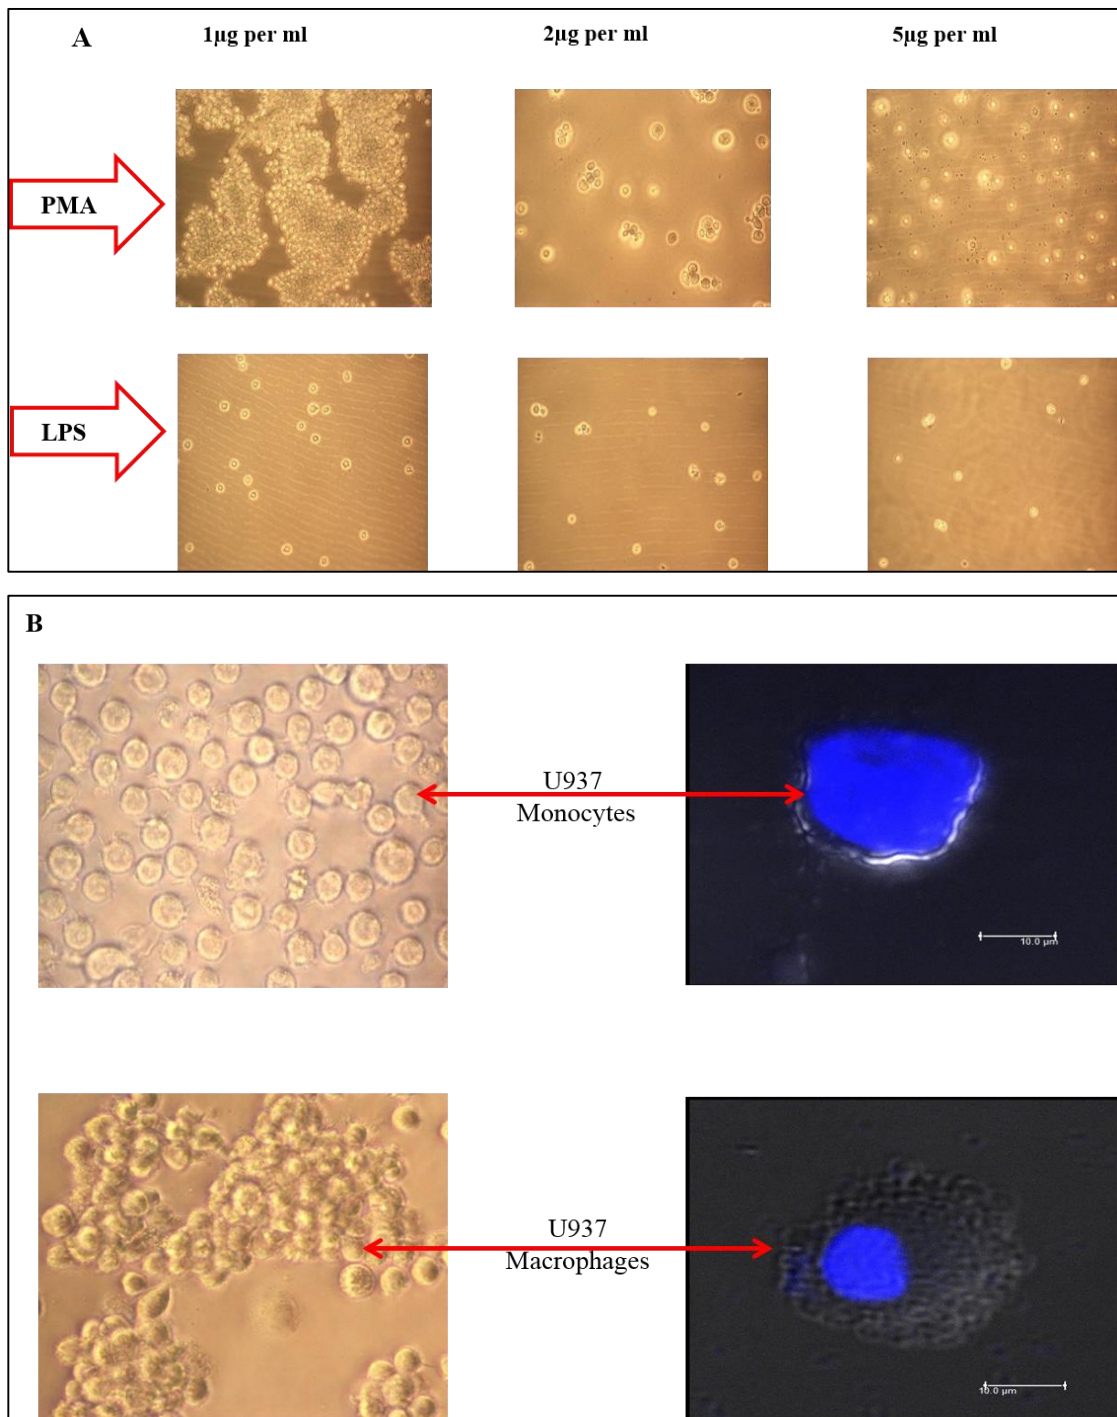 A
1µg per ml
2µg per ml
5µg per ml
PMA
LPS
B
U937
Monocytes
10.0 µm
U937
Macrophages
10.0 µm